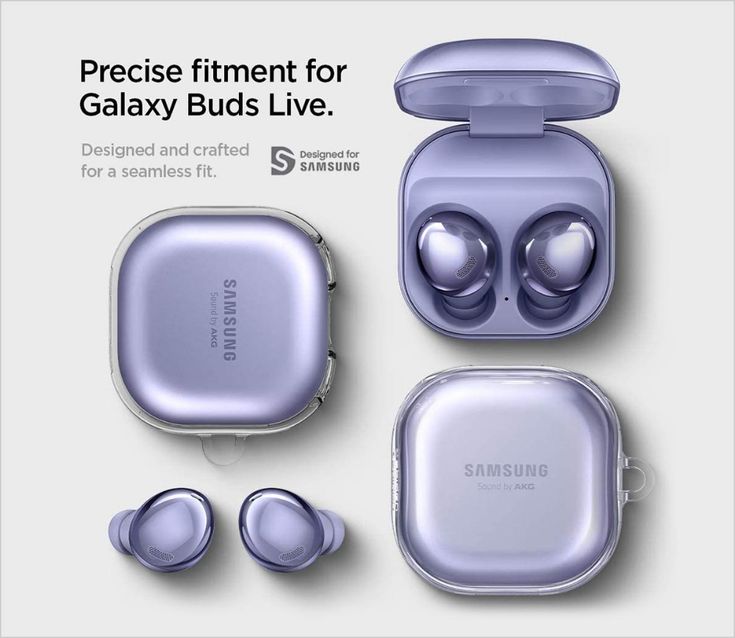 Precise fitment for
Galaxy Buds Live.
Designed and crafted
for a seamless fit.
Designed for
SAMSUNG
SAMSUNG
Sound by AKG
SAMSUNG
Sound by AKG